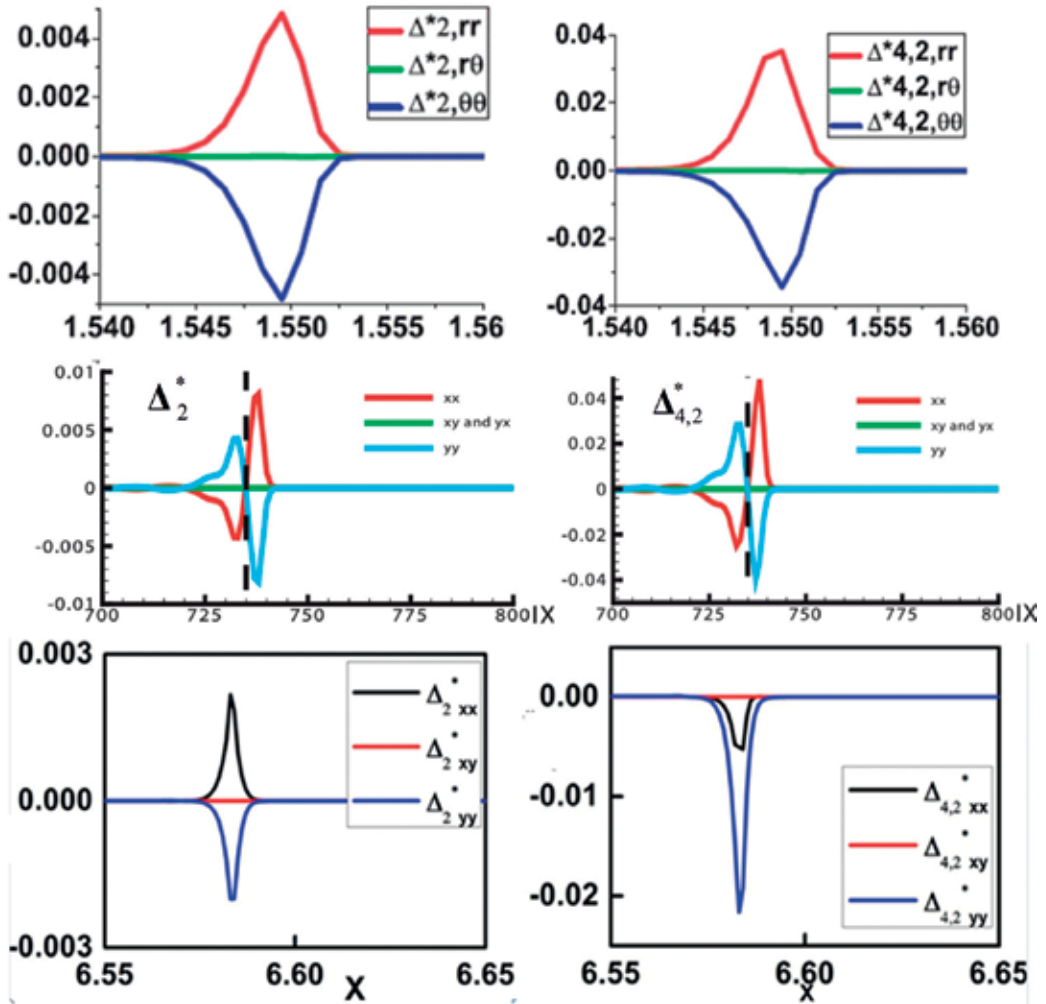 0.004
0.002
0.000
-0.002
-0.004
1.540 1.545 1.550 1.555 1.56
Δ*2,rr
Δ*2,rθ
Δ*2,θθ
0.04
0.02
0.00
-0.02
-0.04
1.540 1.545 1.550 1.555 1.560
Δ*4,2,rr
Δ*4,2,rθ
Δ*4,2,θθ
0.01
0.005
0
-0.005
-0.01
700 725 750 775 800 IX
Δ₂*
xx
xy and yx
yy
0.04
0.02
0
-0.02
-0.04
700 725 750 775 800 IX
Δ*₄,₂
xx
xy and yx
yy
0.003
0.000
-0.003
6.55 6.60 6.65
X
Δ₂* xx
Δ₂* xy
Δ₂* yy
0.00
-0.01
-0.02
6.55 6.60 6.65
x
Δ₄,₂* xx
Δ₄,₂* xy
Δ₄,₂* yy